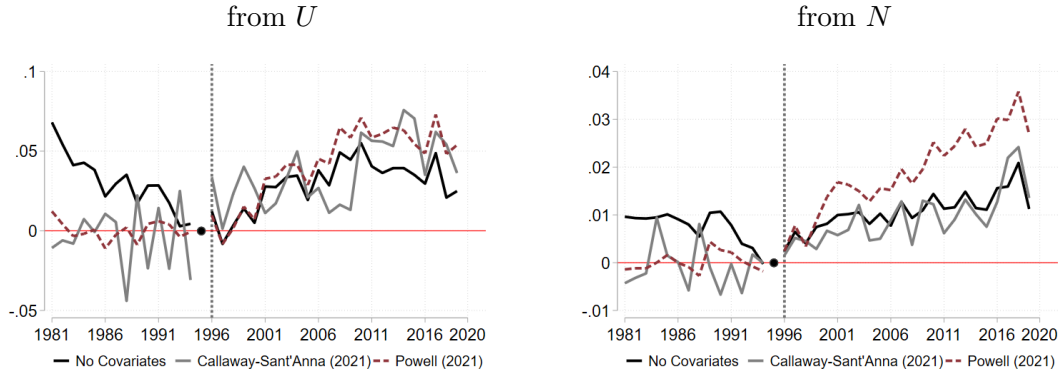 from U
from N
.1
.05
0
-.05
1981 1986 1991 1996 2001 2006 2011 2016 2020
No Covariates Callaway-Sant'Anna (2021) Powell (2021)
.04
.03
.02
.01
0
-.01
1981 1986 1991 1996 2001 2006 2011 2016 2020
No Covariates Callaway-Sant'Anna (2021) Powell (2021)